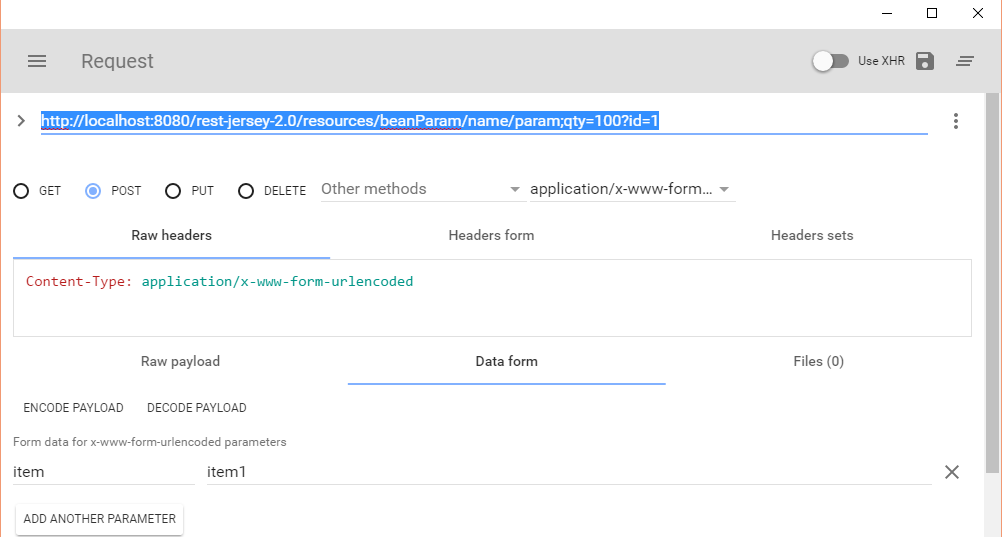 Request
Use XHR
http://localhost:8080/rest-jersey-2.0/resources/beanParam/name/param;qty=100?id=1
GET POST PUT DELETE Other methods application/x-www-form...
Raw headers Headers form Headers sets
Content-Type: application/x-www-form-urlencoded
Raw payload Data form Files (0)
ENCODE PAYLOAD DECODE PAYLOAD
Form data for x-www-form-urlencoded parameters
item item1
ADD ANOTHER PARAMETER